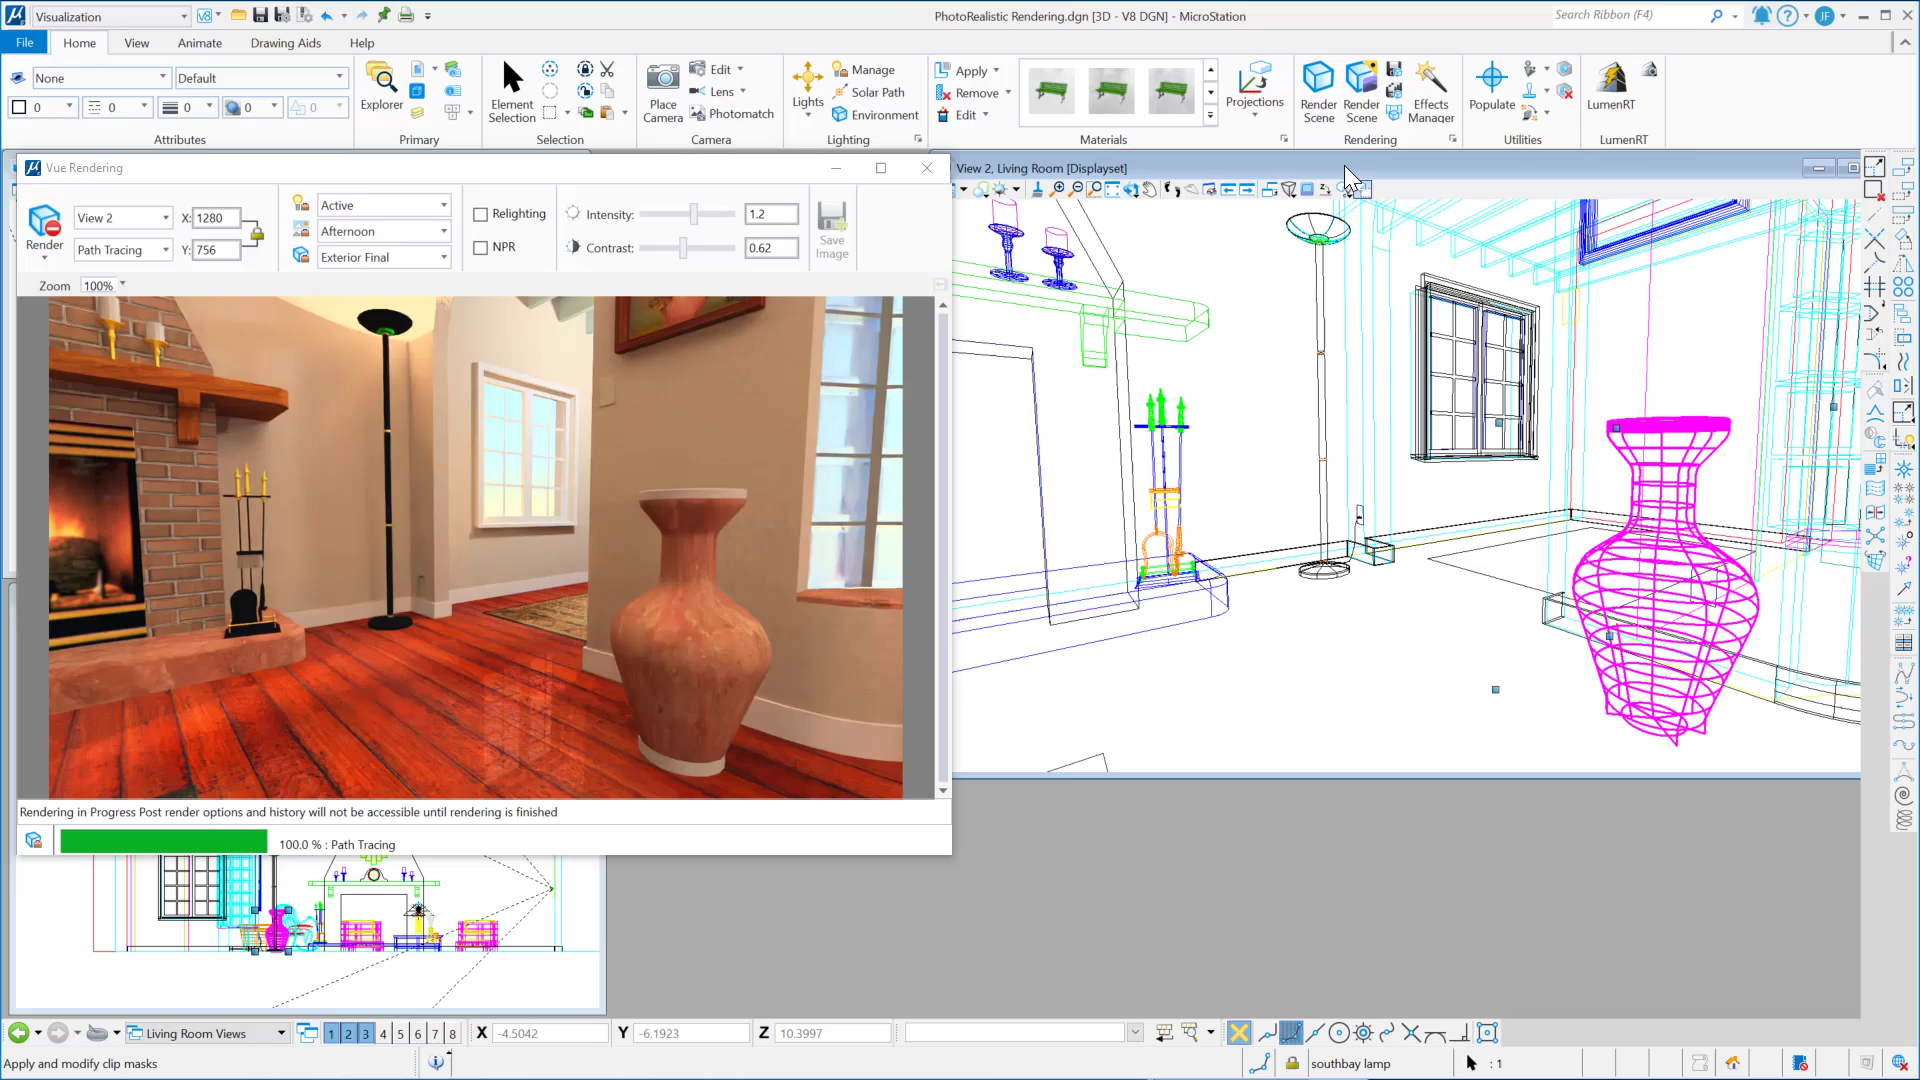 Visualization
V8
PhotoRealistic Rendering.dgn [3D - V8 DGN] - MicroStation
Search Ribbon (F4)
JF
File
Home
View
Animate
Drawing Aids
Help
None
Default
0
0
0
0
0
Attributes
Explorer
Primary
Element
Selection
Selection
Place
Camera
Edit
Lens
Photomatch
Camera
Lights
Manage
Solar Path
Environment
Lighting
Apply
Remove
Edit
Materials
Projections
Render
Scene
Render
Scene
Effects
Manager
Rendering
Populate
Utilities
LumenRT
LumenRT
Vue Rendering
Render
View 2
Path Tracing
X: 1280
Y: 756
Active
Afternoon
Exterior Final
Relighting
NPR
Intensity:
1.2
Contrast:
0.62
Save
Image
Zoom
100%
View 2, Living Room [Displayset]
Rendering in Progress Post render options and history will not be accessible until rendering is finished
100.0 % : Path Tracing
Living Room Views
1 2 3 4 5 6 7 8
X
-4.5042
Y
-6.1923
Z
10.3997
Apply and modify clip masks
southbay lamp
: 1